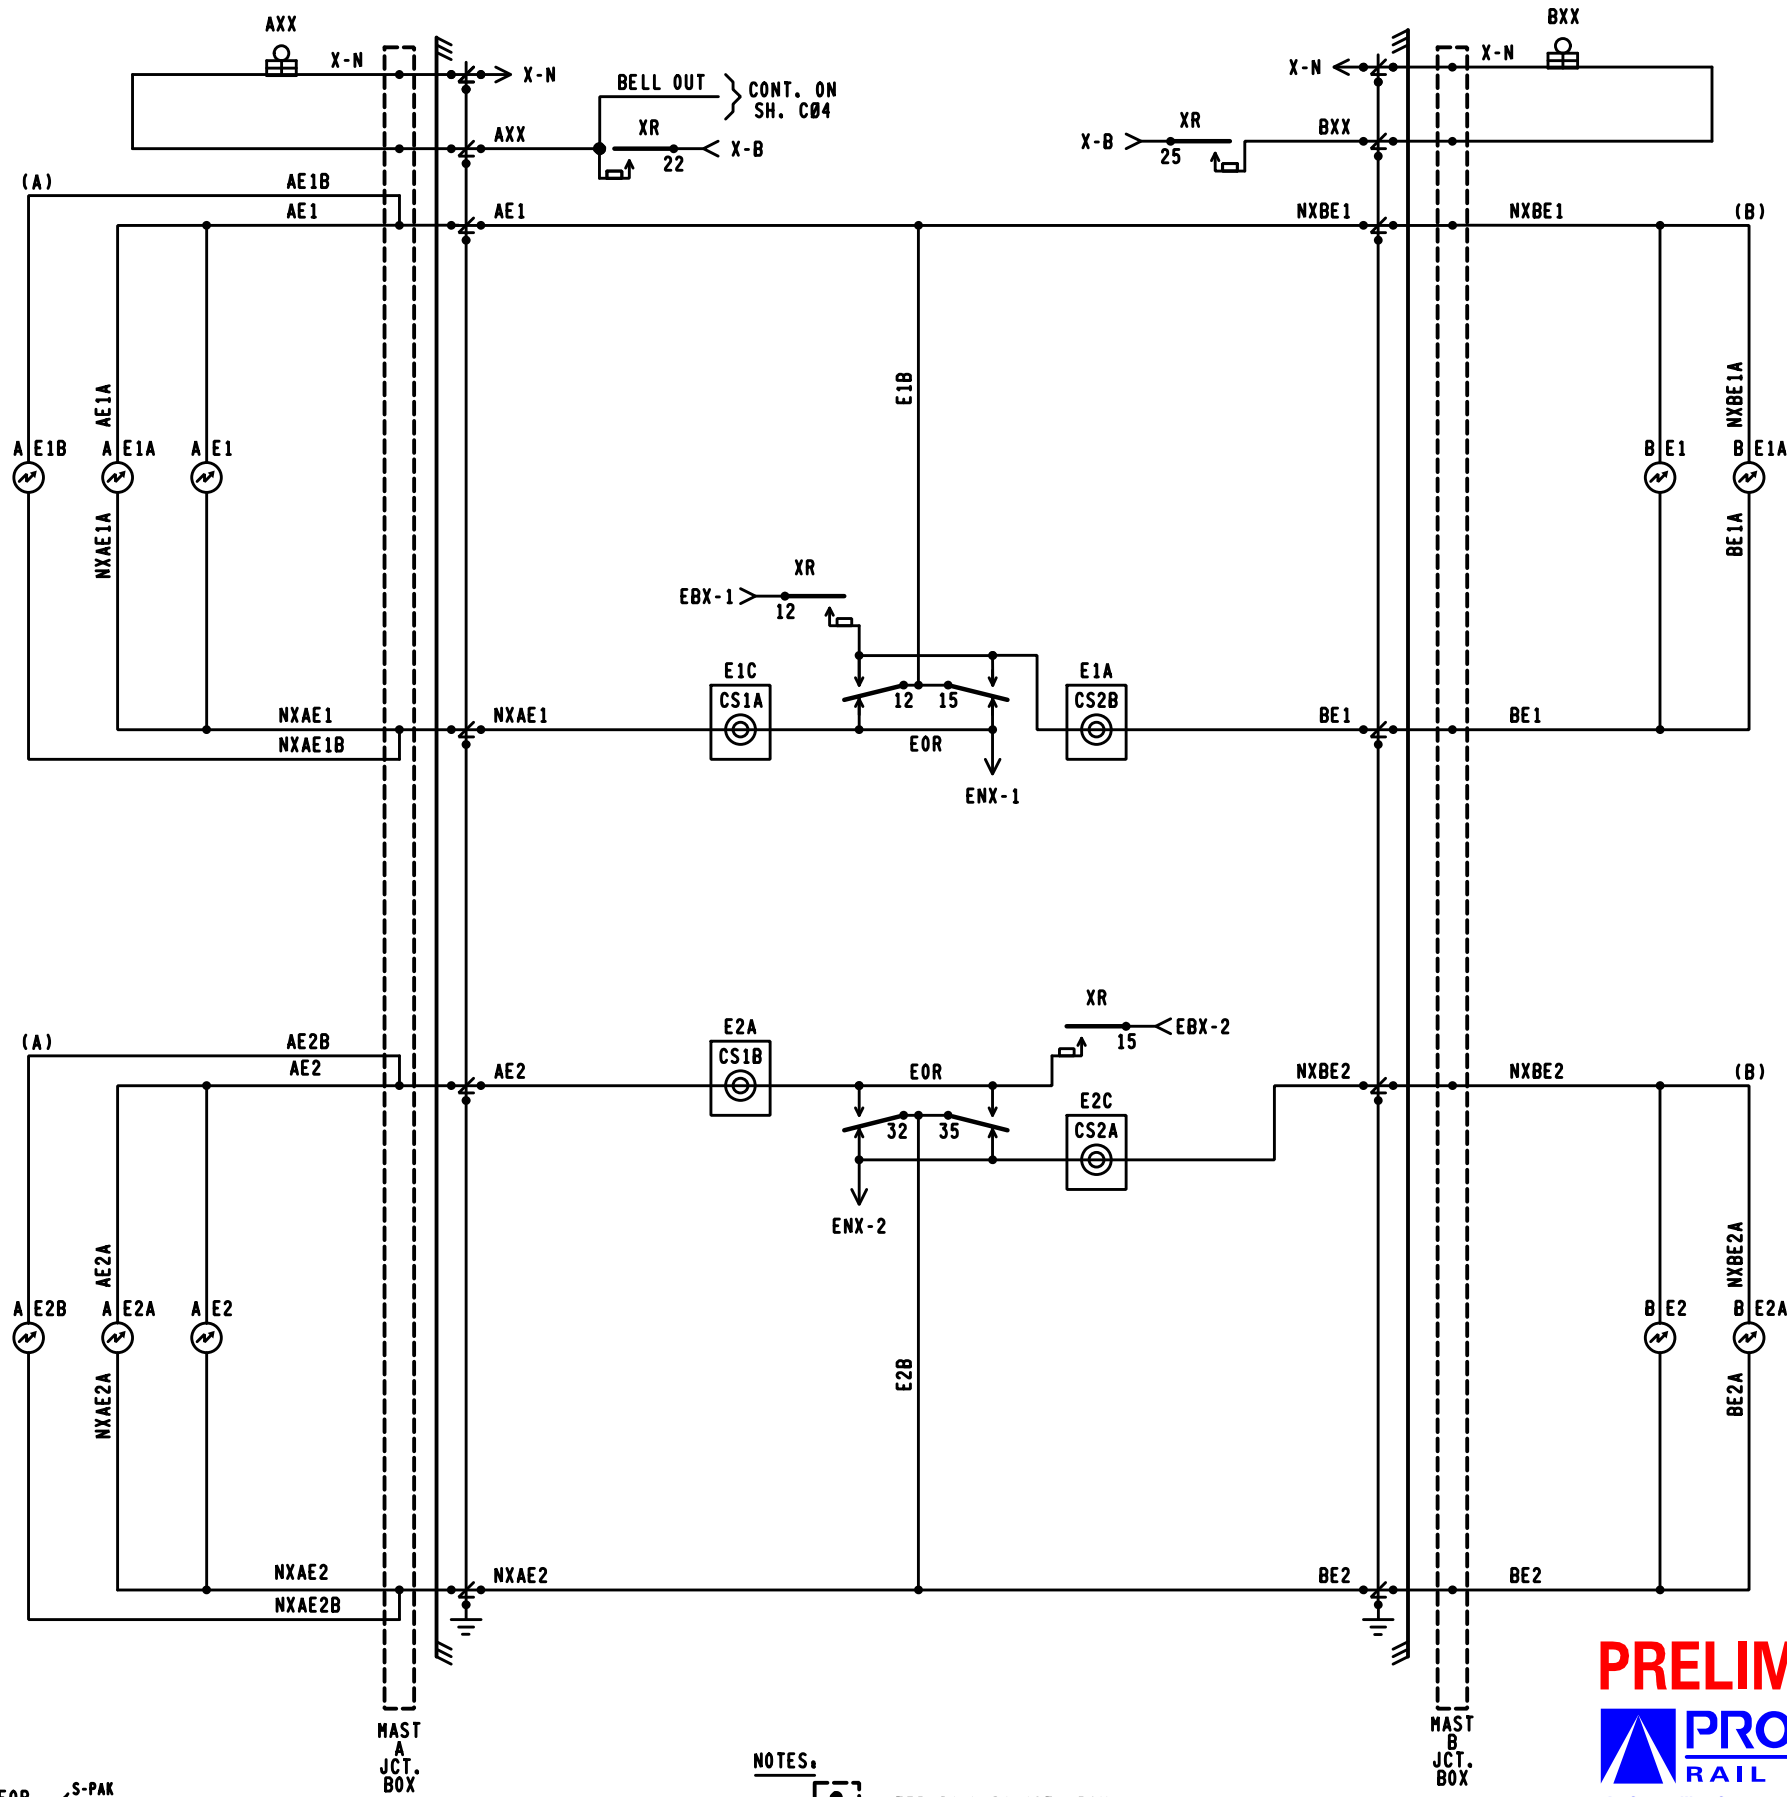 AXX
BXX
X-N
X-N
X-N
X-N
BELL OUT
CONT. ON
SH. CØ4
AXX
XR
X-B
22
X-B
XR
25
BXX
(A)
AE1B
AE1
AE1
NXBE1
NXBE1
(B)
AE1A
E1B
NXBE1A
A E1B
A E1A
A E1
B E1
B E1A
NXAE1A
BE1A
XR
EBX-1
12
E1C
CS1A
12
15
E1A
CS2B
NXAE1
NXAE1
BE1
BE1
NXAE1B
EOR
ENX-1
XR
EBX-2
15
(A)
AE2B
AE2
AE2
E2A
CS1B
EOR
NXBE2
NXBE2
(B)
32
35
E2C
CS2A
ENX-2
AE2A
NXBE2A
A E2B
A E2A
A E2
B E2
B E2A
NXAE2A
E2B
BE2A
NXAE2
NXAE2
BE2
BE2
NXAE2B
PRELIM
MAST
A
JCT.
BOX
MAST
B
JCT.
BOX
PRO
RAIL
NOTES:
S-PAK